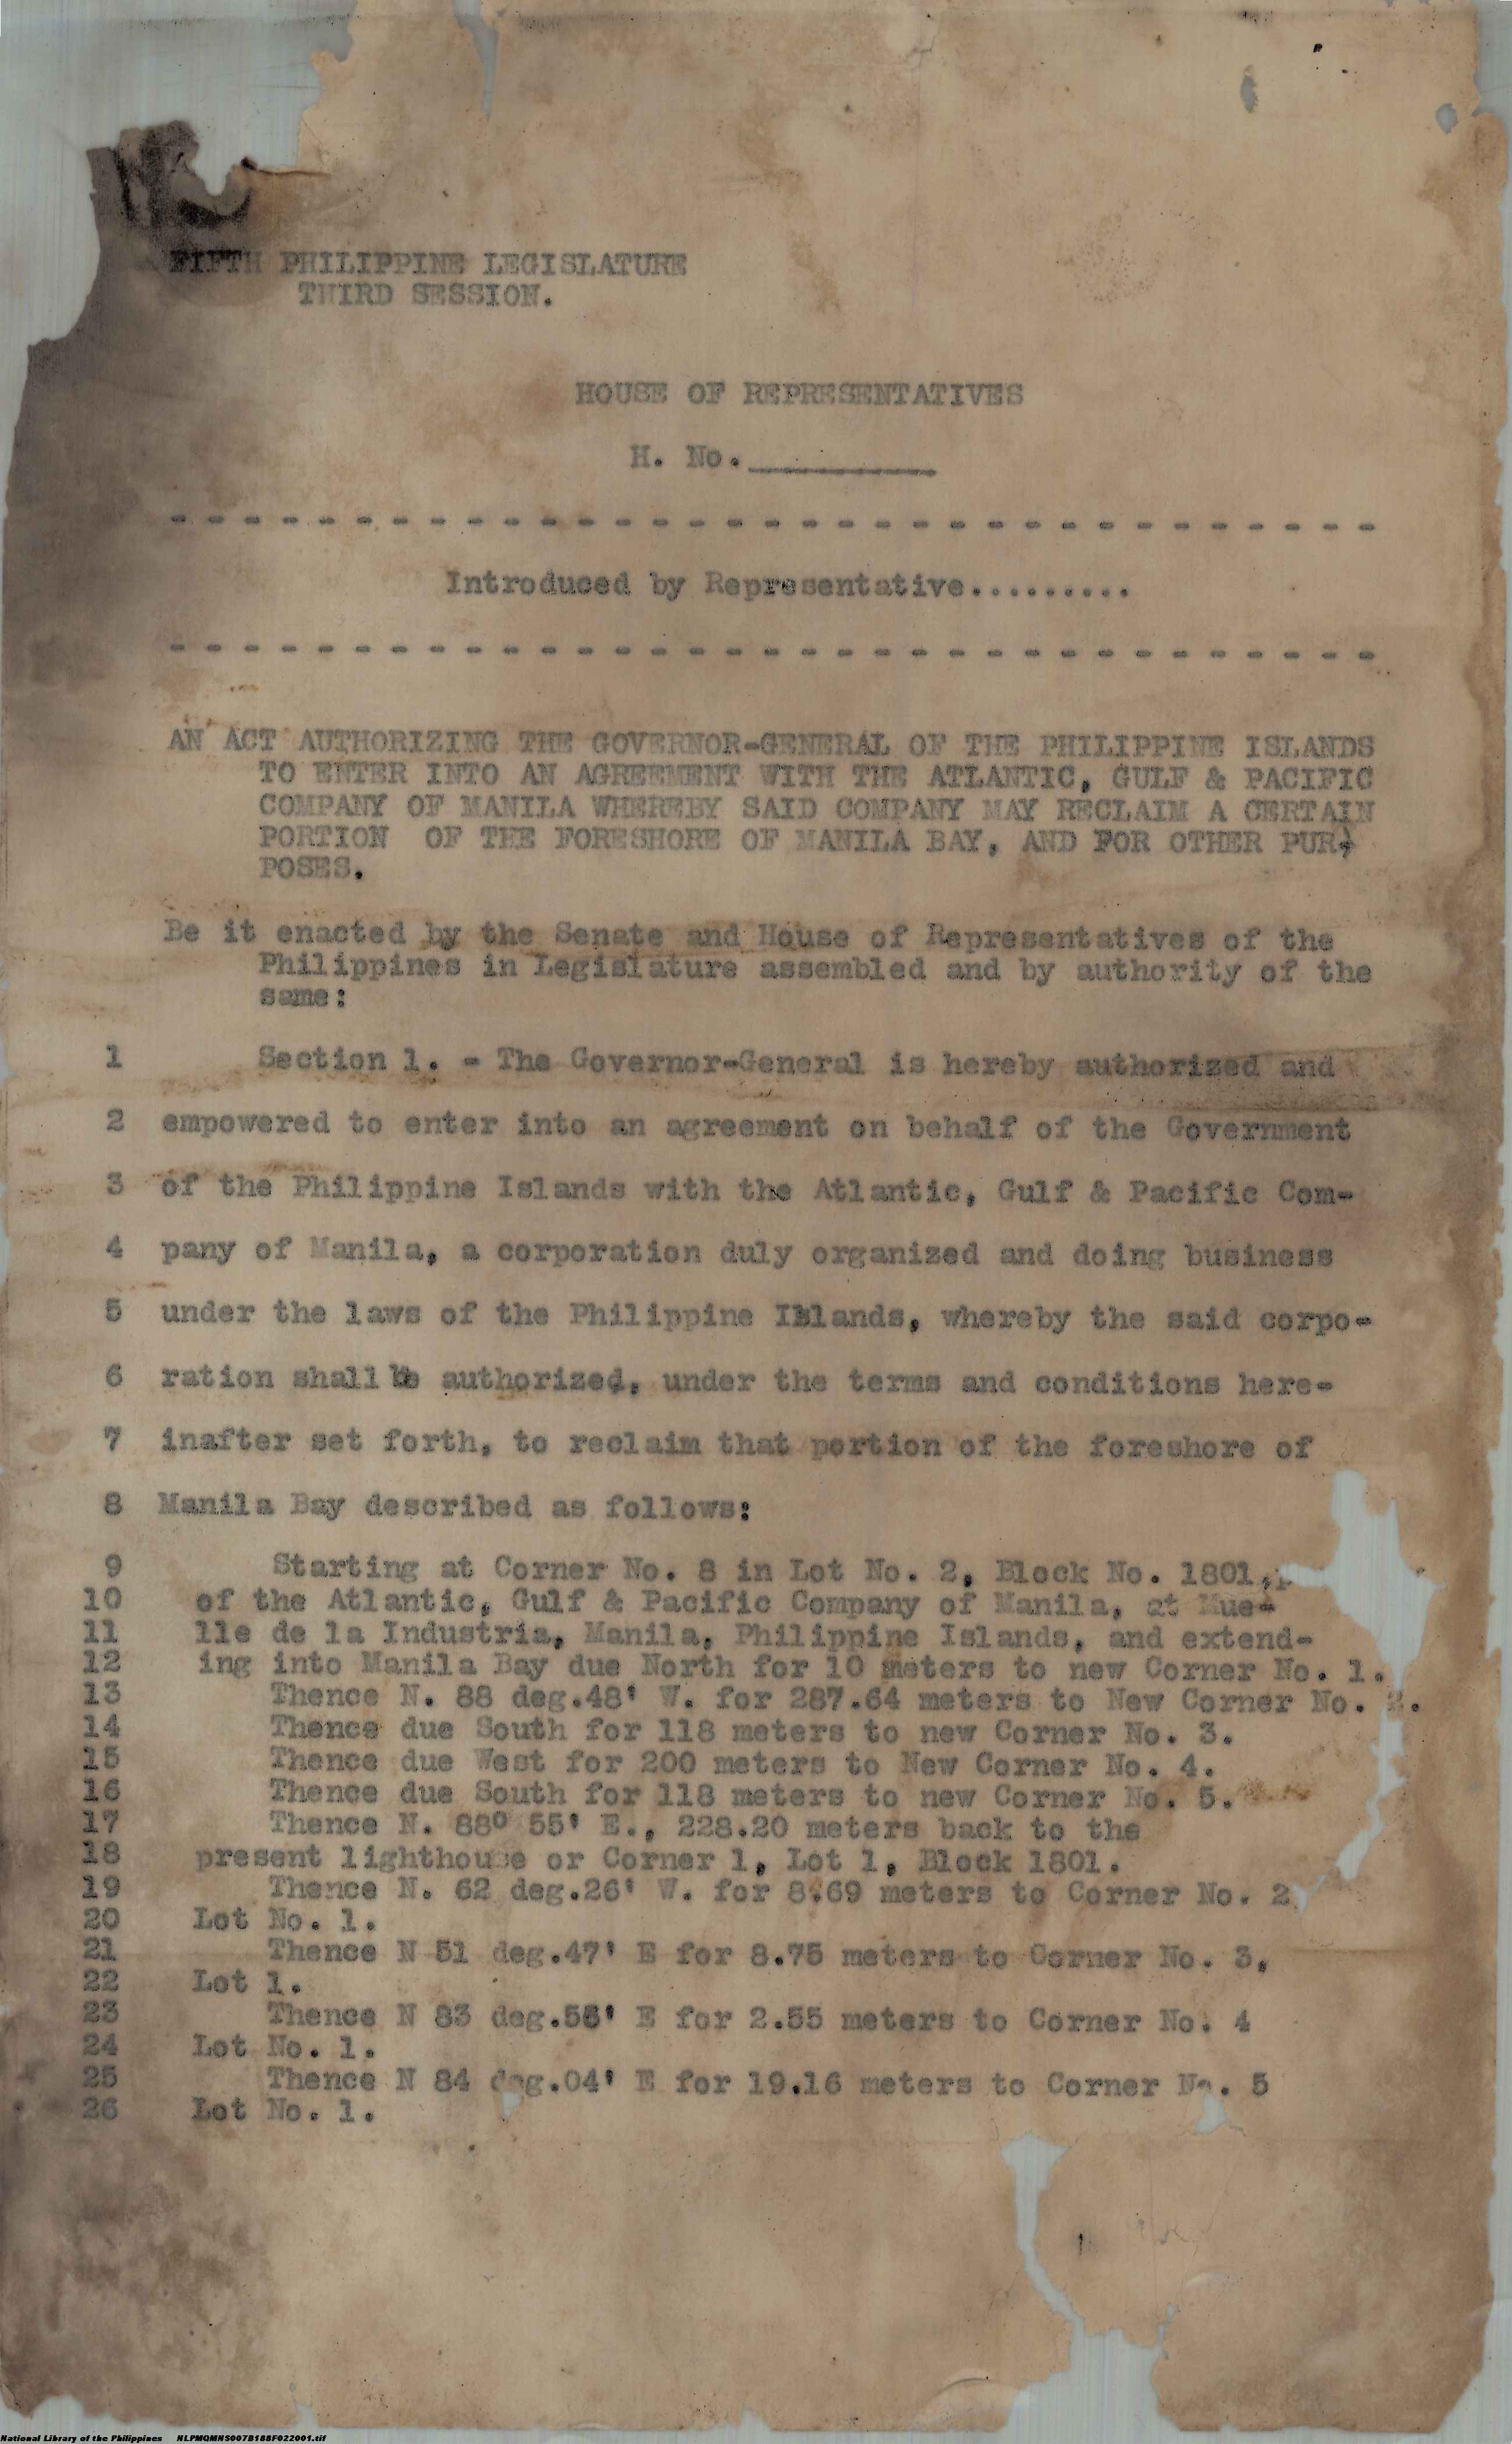 FIFTH PHILIPPINE LEGISLATURE
THIRD SESSION.
HOUSE OF REPRESENTATIVES
H. No.__________
- - - - - - - - - - - - - - - - - - - - - - - - - - - - - - - - -
Introduced by Representative.........
- - - - - - - - - - - - - - - - - - - - - - - - - - - - - - - - -
AN ACT AUTHORIZING THE GOVERNOR-GENERAL OF THE PHILIPPINE ISLANDS
TO ENTER INTO AN AGREEMENT WITH THE ATLANTIC, GULF & PACIFIC
COMPANY OF MANILA WHEREBY SAID COMPANY MAY RECLAIM A CERTAIN
PORTION OF THE FORESHORE OF MANILA BAY, AND FOR OTHER PUR-
POSES.
Be it enacted by the Senate and House of Representatives of the
Philippines in Legislature assembled and by authority of the
same:
1 Section 1. - The Governor-General is hereby authorized and
2 empowered to enter into an agreement on behalf of the Government
3 of the Philippine Islands with the Atlantic, Gulf & Pacific Com-
4 pany of Manila, a corporation duly organized and doing business
5 under the laws of the Philippine Islands, whereby the said corpo-
6 ration shall be authorized, under the terms and conditions here-
7 inafter set forth, to reclaim that portion of the foreshore of
8 Manila Bay described as follows:
9 Starting at Corner No. 8 in Lot No. 2, Block No. 1801,
10 of the Atlantic, Gulf & Pacific Company of Manila, at Mue-
11 lle de la Industria, Manila, Philippine Islands, and extend-
12 ing into Manila Bay due North for 10 meters to new Corner No. 1.
13 Thence N. 88 deg.48' W. for 287.64 meters to New Corner No. 2.
14 Thence due South for 118 meters to new Corner No. 3.
15 Thence due West for 200 meters to New Corner No. 4.
16 Thence due South for 118 meters to new Corner No. 5.
17 Thence N. 88º 55' E., 228.20 meters back to the
18 present lighthouse or Corner 1, Lot 1, Block 1801.
19 Thence N. 62 deg.26' W. for 8.69 meters to Corner No. 2,
20 Lot No. 1.
21 Thence N 51 deg.47' E for 8.75 meters to Corner No. 3,
22 Lot 1.
23 Thence N 83 deg.55' E for 2.55 meters to Corner No. 4
24 Lot No. 1.
25 Thence N 84 deg.04' E for 19.16 meters to Corner No. 5
26 Lot No. 1.
National Library of the Philippines NLPMQMNS007B188F022001.tif